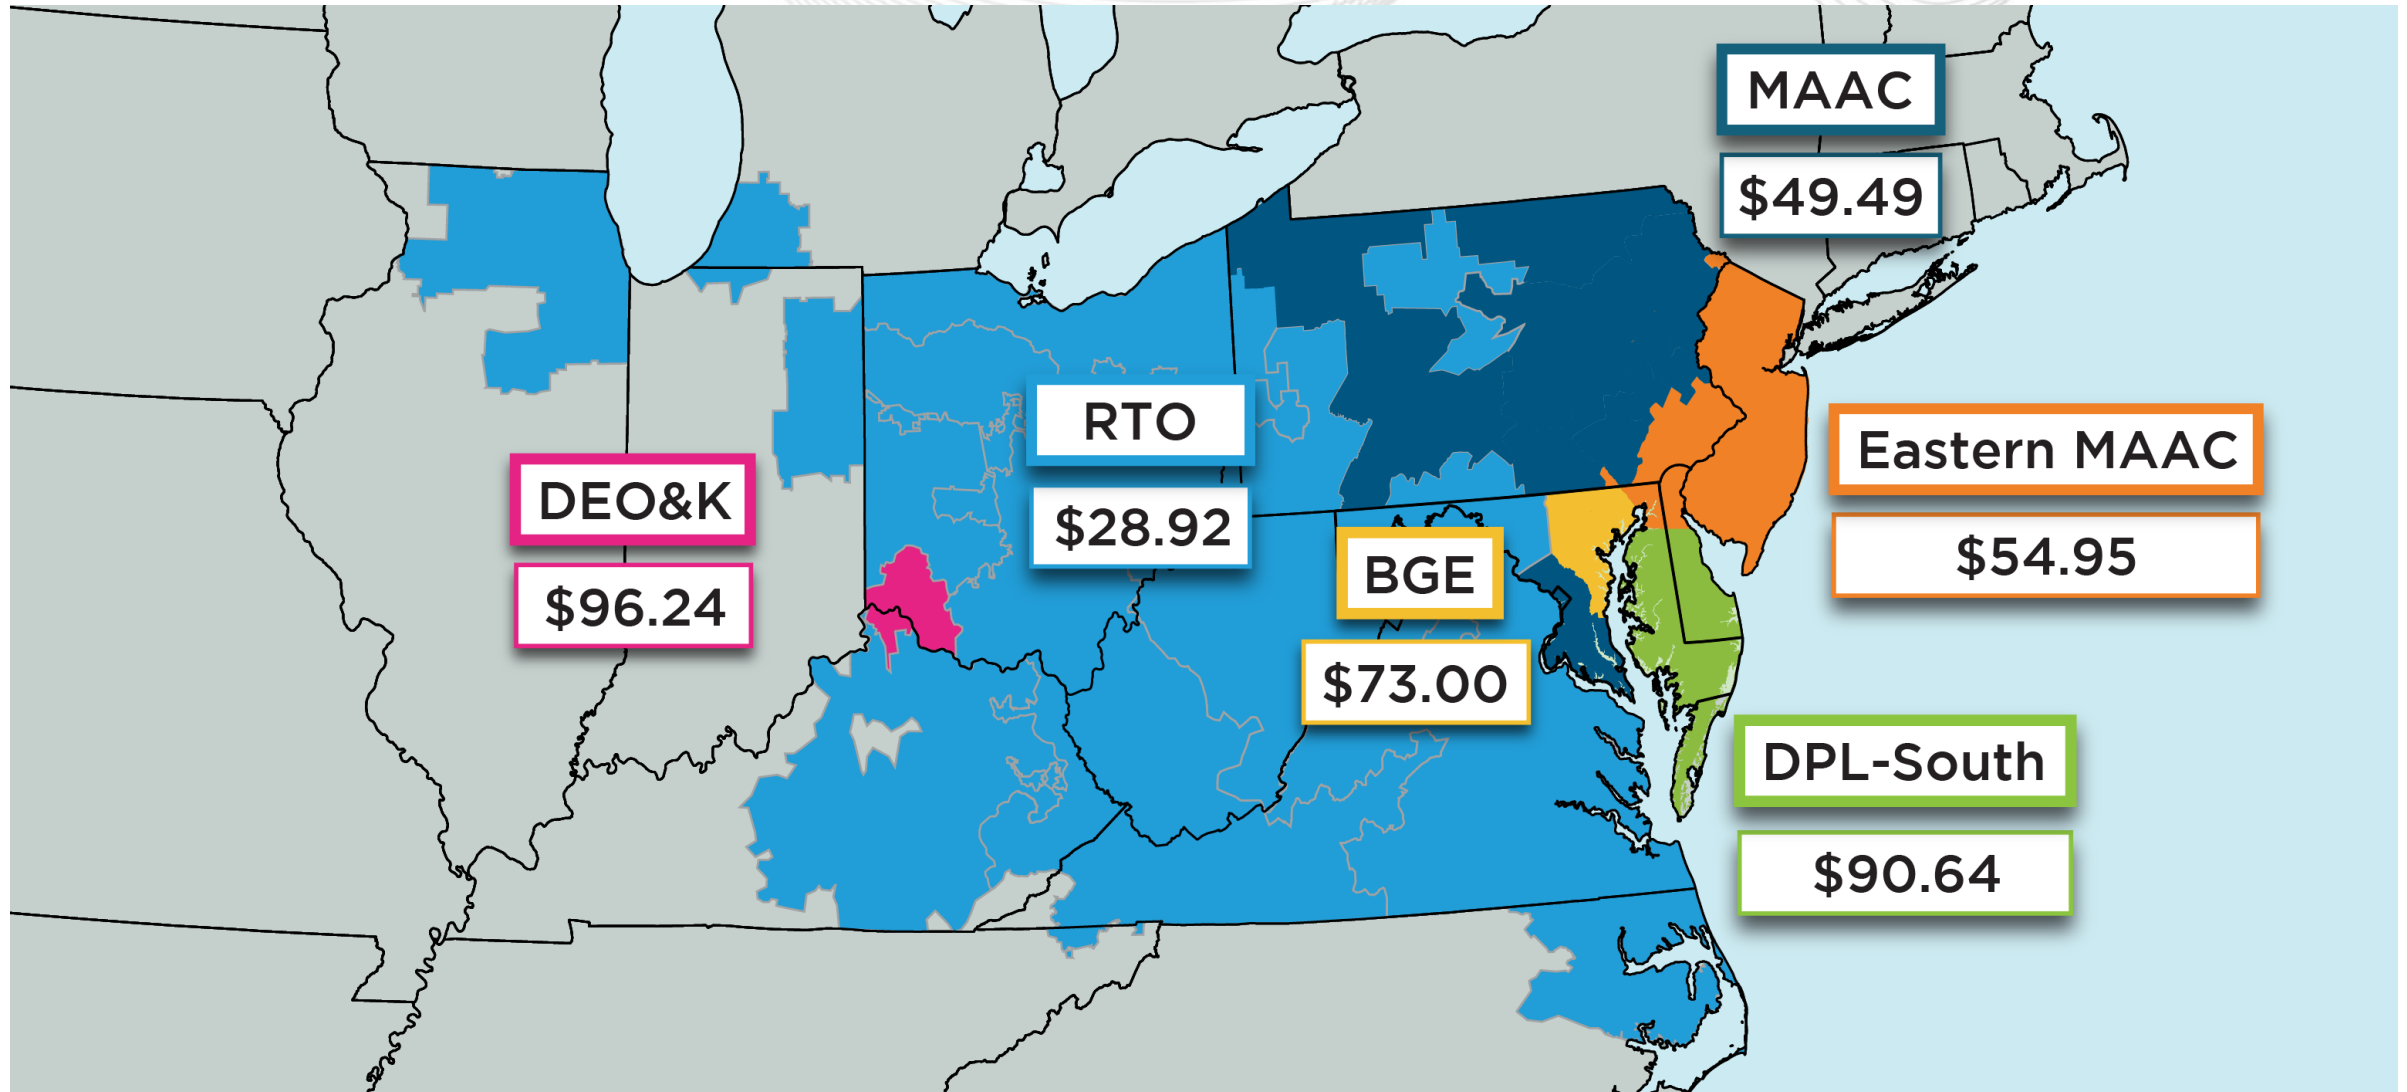 MAAC
$49.49
RTO
$28.92
Eastern MAAC
$54.95
DEO&K
$96.24
BGE
$73.00
DPL-South
$90.64